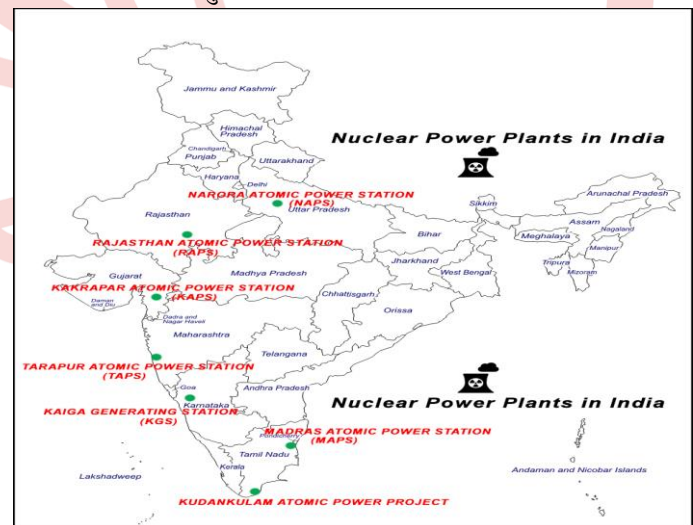 Jammu and Kashmir
Himachal
Pradesh
Nuclear Power Plants in India
Chandigarh
Punjab
Uttarakhand
Haryana
Delhi
NARORA ATOMIC POWER STATION
(NAPS)
Uttar Pradesh
Rajasthan
Sikkim
Arunachal Pradesh
Assam
Nagaland
Meghalaya
Manipur
Bihar
RAJASTHAN ATOMIC POWER STATION
(RAPS)
Tripura
Mizoram
Jharkhand
West Bengal
Gujarat
Madhya Pradesh
KAKRAPAR ATOMIC POWER STATION
(KAPS)
Chhattisgarh
Daman
and Diu
Orissa
Dadra and
Nagar Haveli
Maharashtra
Telangana
TARAPUR ATOMIC POWER STATION
(TAPS)
Goa
Andhra Pradesh
Karnataka
Nuclear Power Plants in India
KAIGA GENERATING STATION
(KGS)
MADRAS ATOMIC POWER STATION
(MAPS)
Tamil Nadu
Kerala
Lakshadweep
Andaman and Nicobar Islands
KUDANKULAM ATOMIC POWER PROJECT